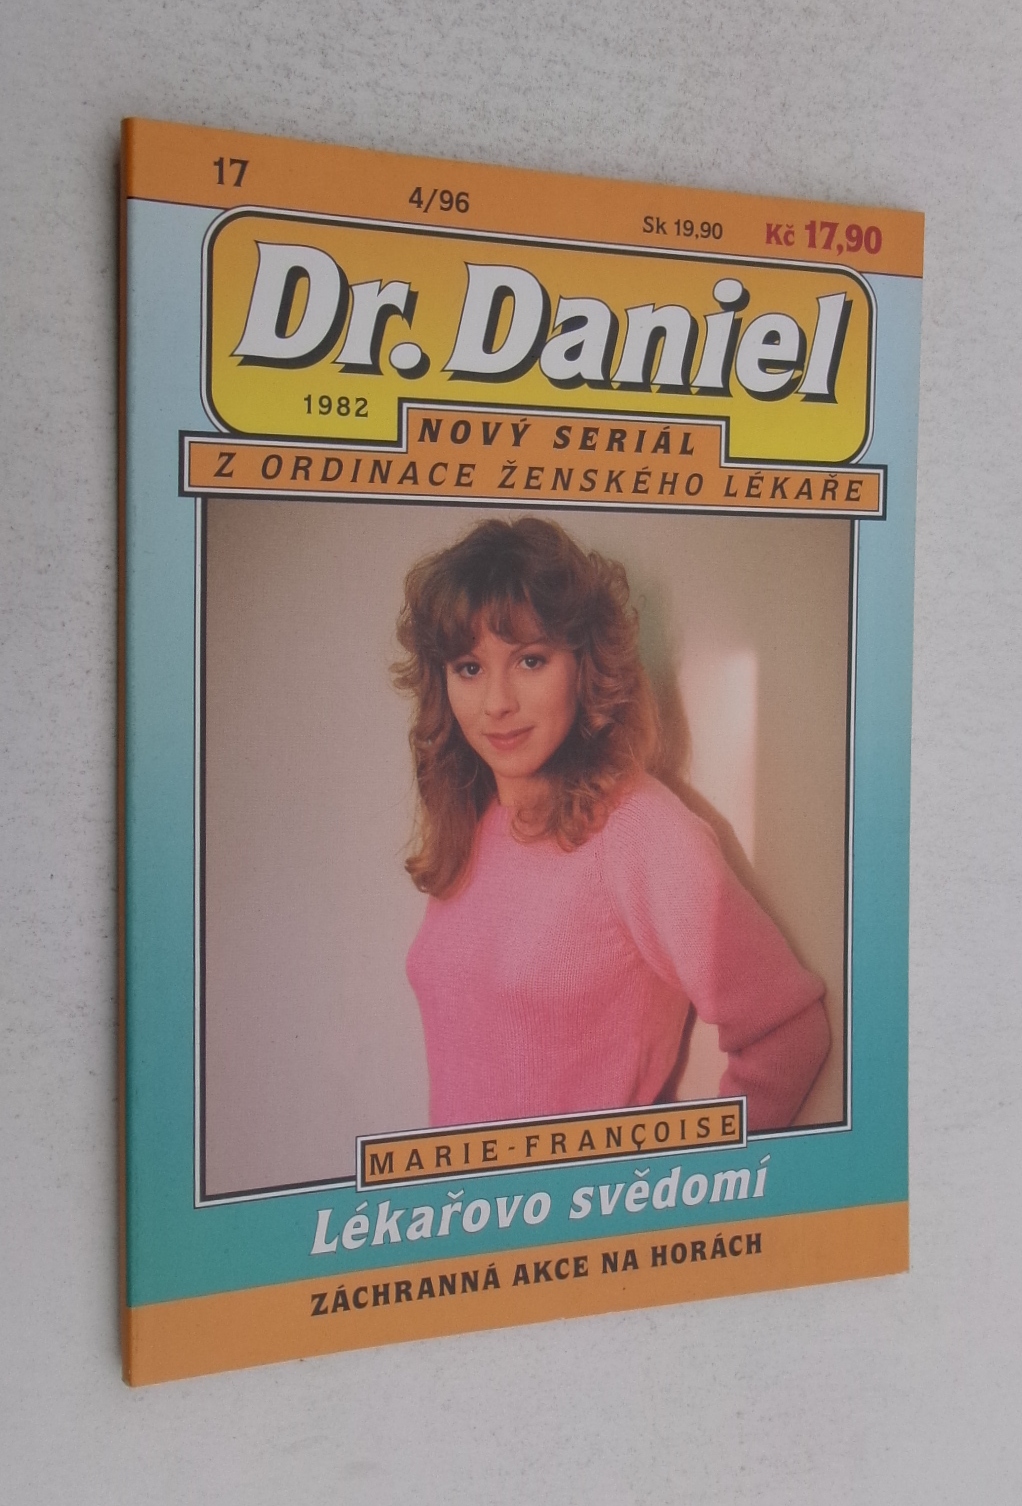 17
4/96
Sk 19,90
Kč 17,90
Dr. Daniel
1982
NOVÝ SERIÁL
Z ORDINACE ŽENSKÉHO LÉKAŘE
MARIE-FRANÇOISE
Lékařovo svědomí
ZÁCHRANNÁ AKCE NA HORÁCH